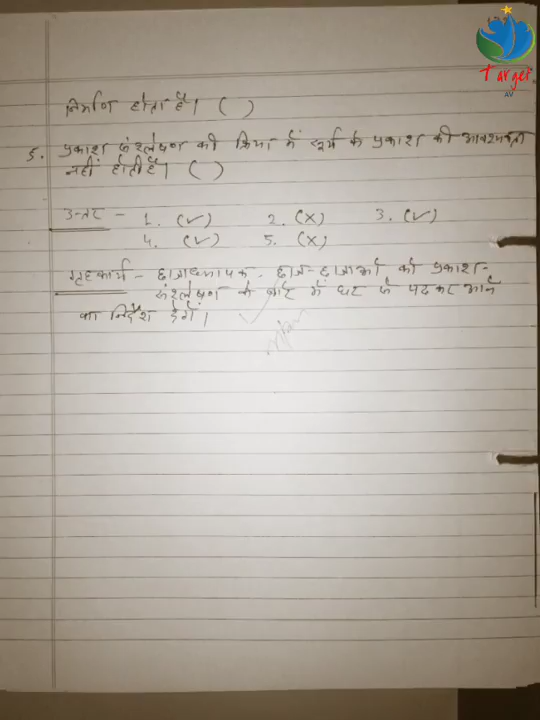 Target
AV
निर्माण होता है। ( )
5. प्रकाश संश्लेषण की क्रिया में सूर्य के प्रकाश की आवश्यकता
नहीं होती है। ( )
उत्तर - 1. (✓) 2. (×) 3. (✓)
4. (✓) 5. (×)
गृहकार्य - छात्राध्यापक छात्र-छात्राओं को प्रकाश-
संश्लेषण के बारे में घर से पढ़कर आने
का निर्देश देंगे।